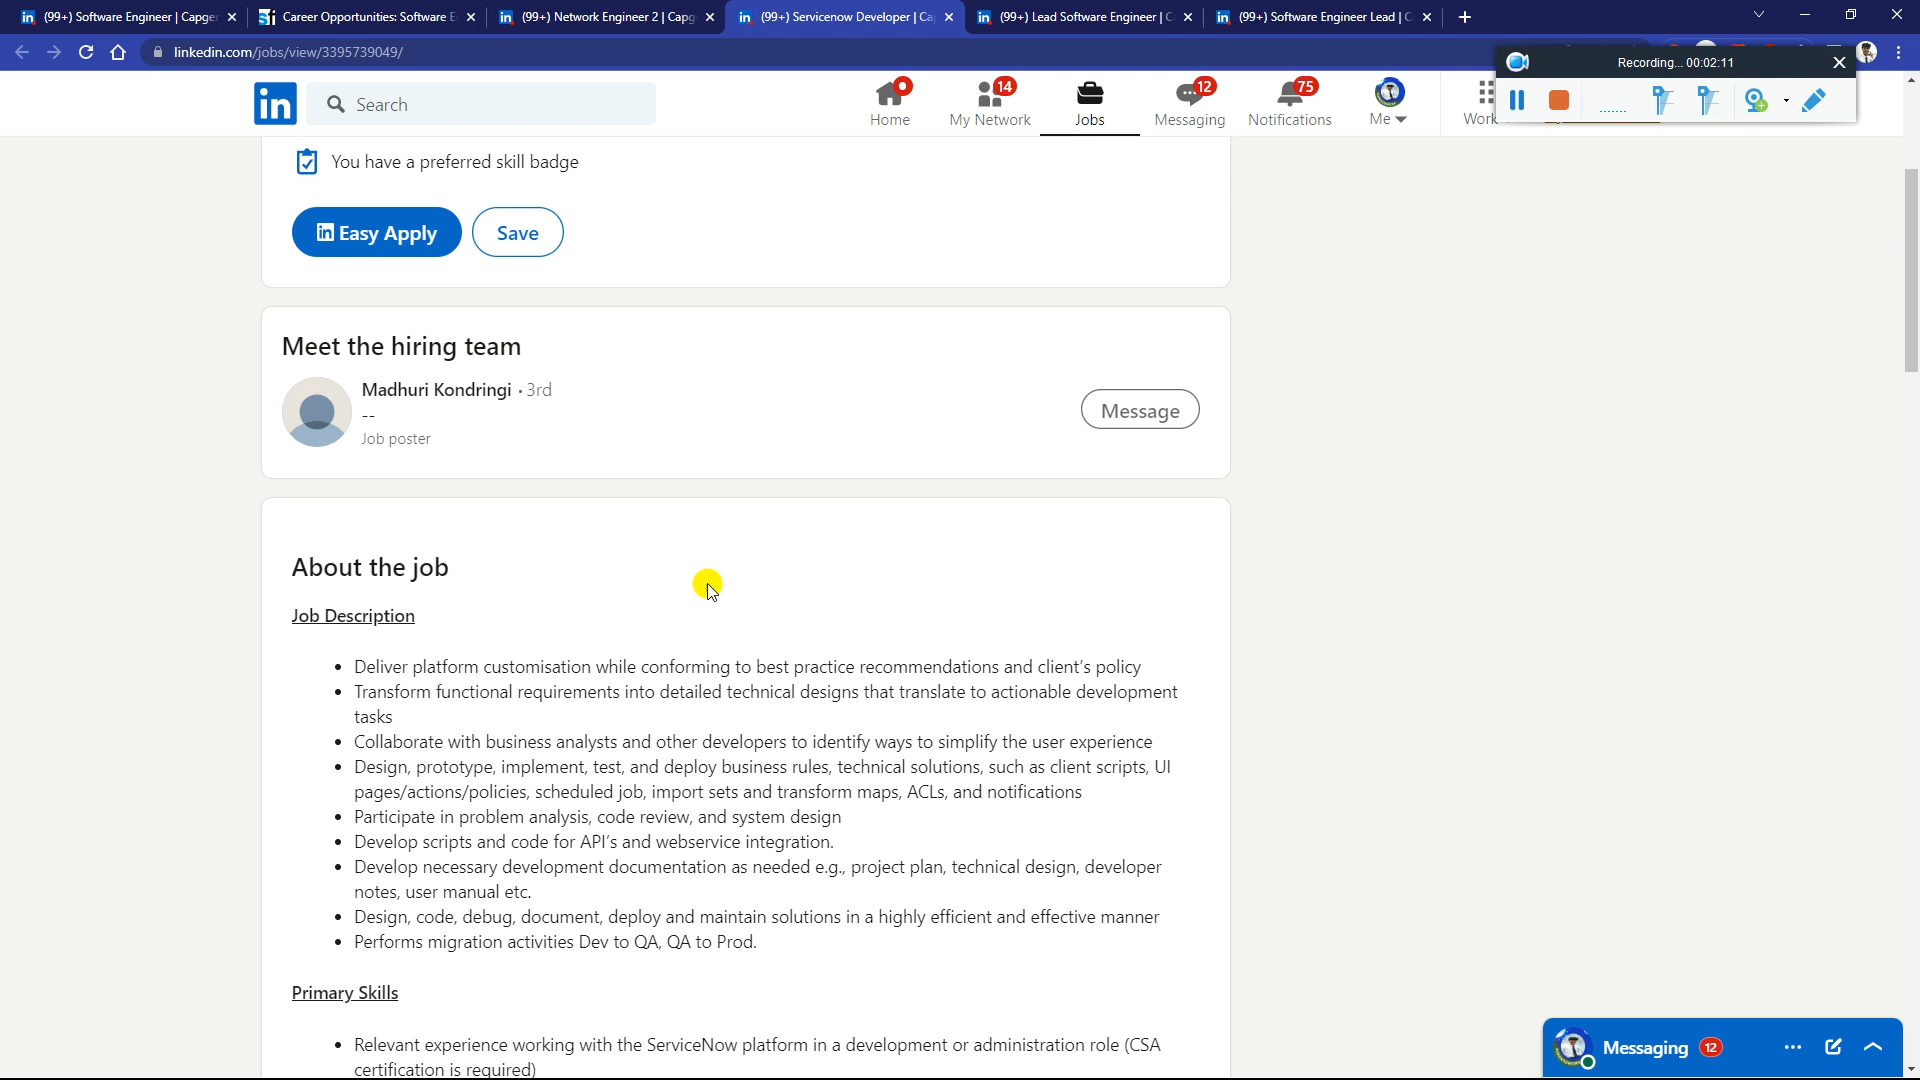 (99+) Software Engineer | Capge
Career Opportunities: Software E
(99+) Network Engineer 2 | Capg
(99+) Servicenow Developer | Ca
(99+) Lead Software Engineer | C
(99+) Software Engineer Lead | C
linkedin.com/jobs/view/3395739049/
Recording... 00:02:11
in
Search
Home
14
My Network
Jobs
12
Messaging
75
Notifications
Me
Work
You have a preferred skill badge
in Easy Apply
Save
Meet the hiring team
Madhuri Kondringi · 3rd
--
Job poster
Message
About the job
Job Description
• Deliver platform customisation while conforming to best practice recommendations and client's policy
• Transform functional requirements into detailed technical designs that translate to actionable development
tasks
• Collaborate with business analysts and other developers to identify ways to simplify the user experience
• Design, prototype, implement, test, and deploy business rules, technical solutions, such as client scripts, UI
pages/actions/policies, scheduled job, import sets and transform maps, ACLs, and notifications
• Participate in problem analysis, code review, and system design
• Develop scripts and code for API's and webservice integration.
• Develop necessary development documentation as needed e.g., project plan, technical design, developer
notes, user manual etc.
• Design, code, debug, document, deploy and maintain solutions in a highly efficient and effective manner
• Performs migration activities Dev to QA, QA to Prod.
Primary Skills
• Relevant experience working with the ServiceNow platform in a development or administration role (CSA
certification is required)
Messaging 12